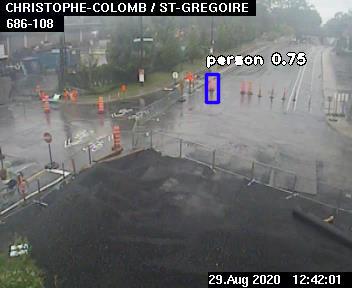 CHRISTOPHE-COLOMB / ST-GREGOIRE
686-108
person 0.75
29.Aug 2020 12:42:01